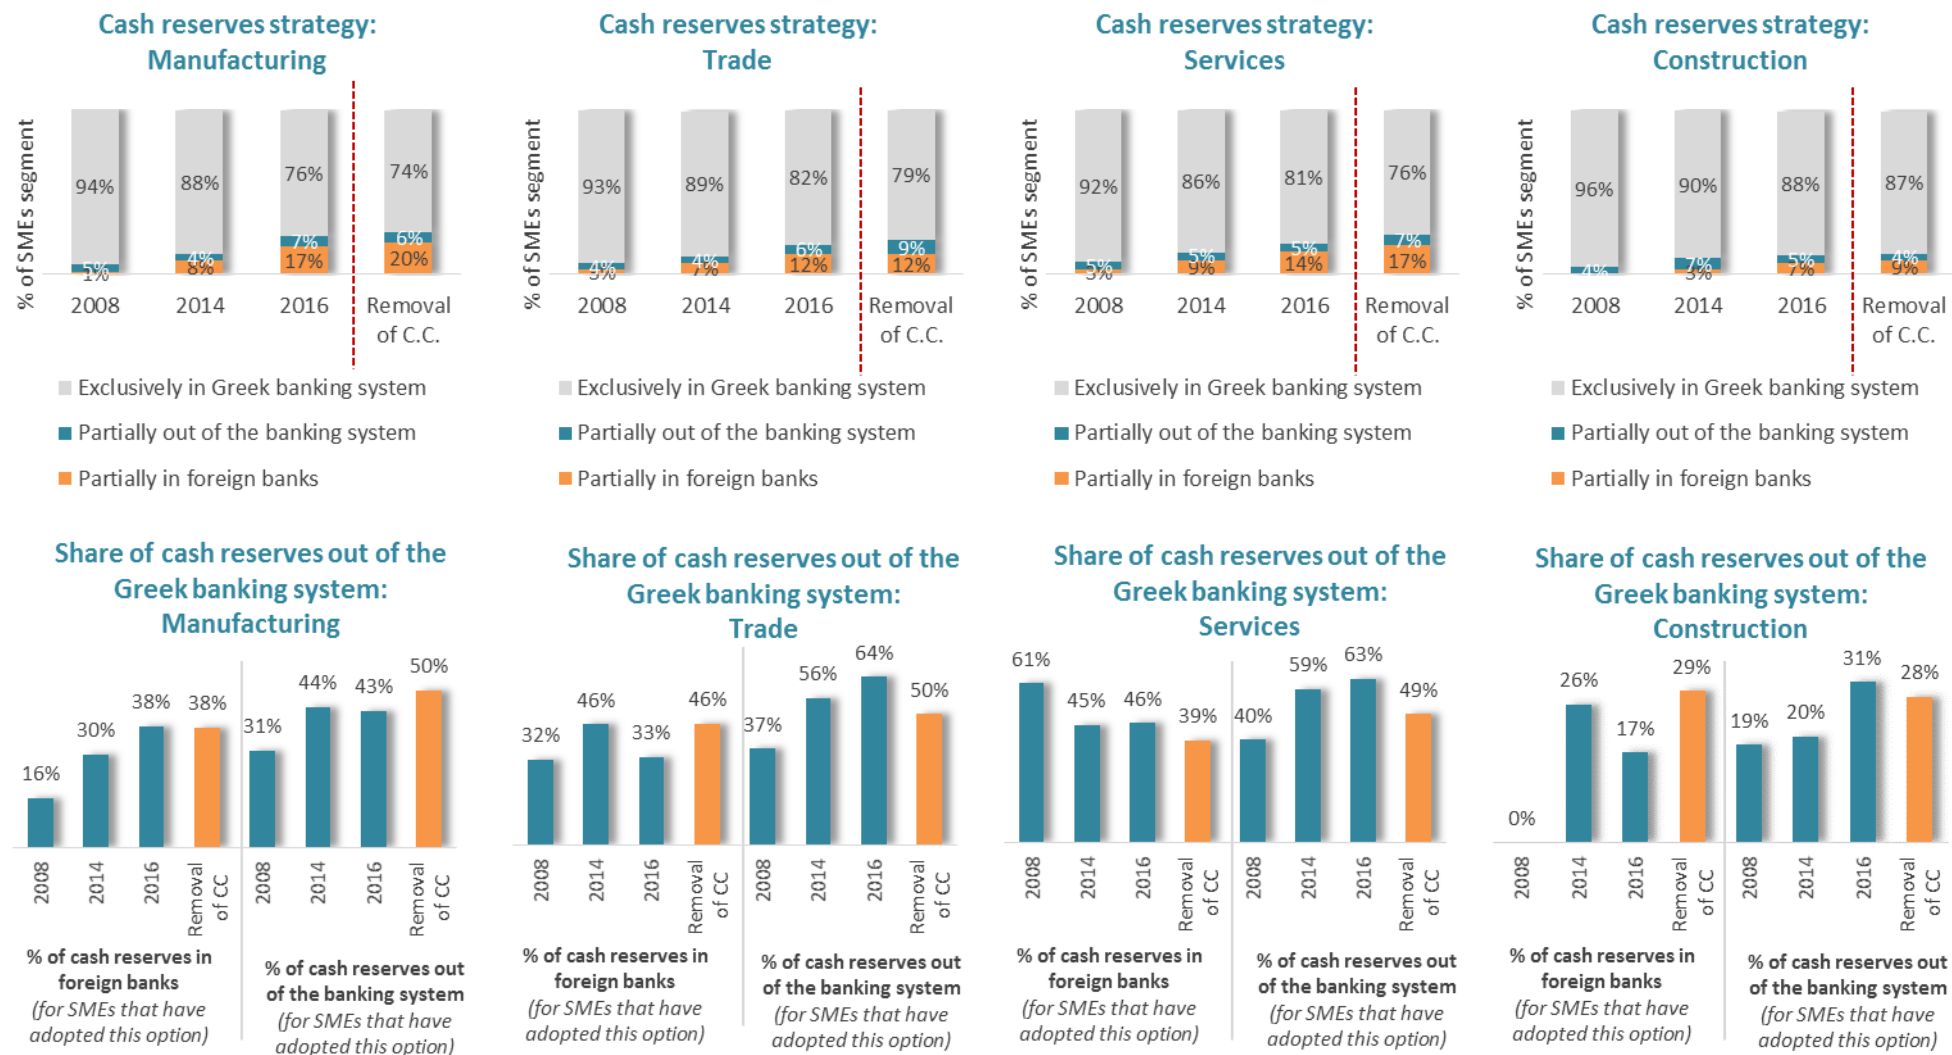 Cash reserves strategy:
Manufacturing
% of SMEs segment
94%
88%
76%
74%
5%
4%
7%
6%
1%
8%
17%
20%
2008
2014
2016
Removal
of C.C.
Exclusively in Greek banking system
Partially out of the banking system
Partially in foreign banks
Cash reserves strategy:
Trade
% of SMEs segment
93%
89%
82%
79%
4%
4%
6%
9%
3%
7%
12%
12%
2008
2014
2016
Removal
of C.C.
Exclusively in Greek banking system
Partially out of the banking system
Partially in foreign banks
Cash reserves strategy:
Services
% of SMEs segment
92%
86%
81%
76%
5%
5%
5%
7%
3%
9%
14%
17%
2008
2014
2016
Removal
of C.C.
Exclusively in Greek banking system
Partially out of the banking system
Partially in foreign banks
Cash reserves strategy:
Construction
% of SMEs segment
96%
90%
88%
87%
4%
7%
5%
4%
3%
7%
9%
2008
2014
2016
Removal
of C.C.
Exclusively in Greek banking system
Partially out of the banking system
Partially in foreign banks
Share of cash reserves out of the
Greek banking system:
Manufacturing
16%
30%
38%
38%
31%
44%
43%
50%
2008
2014
2016
Removal
of CC
2008
2014
2016
Removal
of CC
% of cash reserves in
foreign banks
(for SMEs that have
adopted this option)
% of cash reserves out
of the banking system
(for SMEs that have
adopted this option)
Share of cash reserves out of the
Greek banking system:
Trade
32%
46%
33%
46%
37%
56%
64%
50%
2008
2014
2016
Removal
of CC
2008
2014
2016
Removal
of CC
% of cash reserves in
foreign banks
(for SMEs that have
adopted this option)
% of cash reserves out
of the banking system
(for SMEs that have
adopted this option)
Share of cash reserves out of the
Greek banking system:
Services
61%
45%
46%
39%
40%
59%
63%
49%
2008
2014
2016
Removal
of CC
2008
2014
2016
Removal
of CC
% of cash reserves in
foreign banks
(for SMEs that have
adopted this option)
% of cash reserves out
of the banking system
(for SMEs that have
adopted this option)
Share of cash reserves out of the
Greek banking system:
Construction
0%
26%
17%
29%
19%
20%
31%
28%
2008
2014
2016
Removal
of CC
2008
2014
2016
Removal
of CC
% of cash reserves in
foreign banks
(for SMEs that have
adopted this option)
% of cash reserves out
of the banking system
(for SMEs that have
adopted this option)